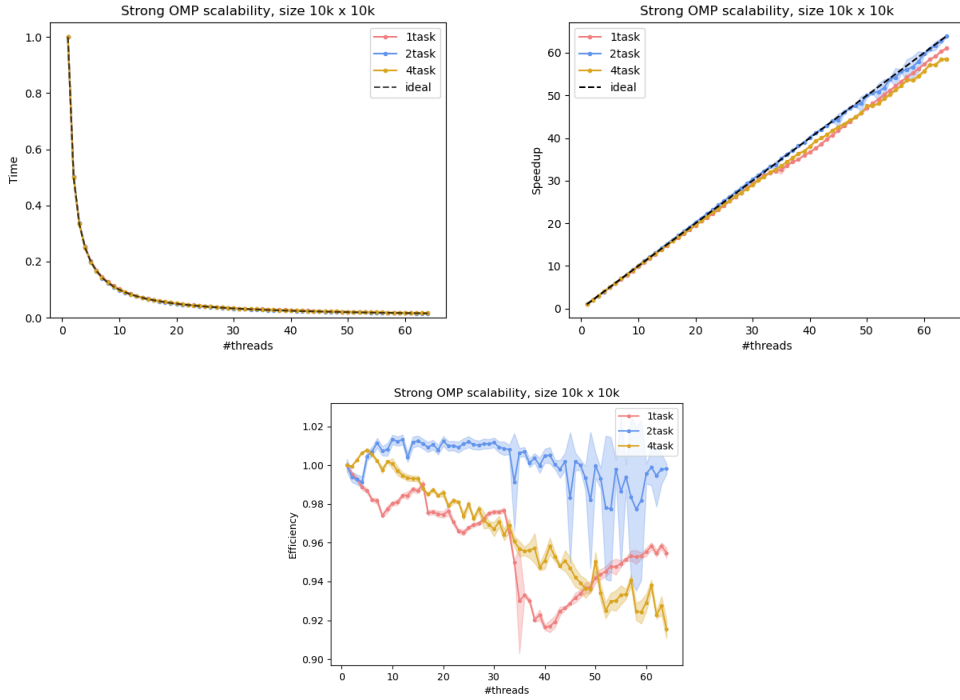 Strong OMP scalability, size 10k x 10k
1.0
0.8
0.6
0.4
0.2
0.0
Time
0
10
20
30
40
50
60
#threads
1task
2task
4task
ideal
Strong OMP scalability, size 10k x 10k
60
50
40
30
20
10
0
Speedup
0
10
20
30
40
50
60
#threads
1task
2task
4task
ideal
Strong OMP scalability, size 10k x 10k
1.02
1.00
0.98
0.96
0.94
0.92
0.90
Efficiency
0
10
20
30
40
50
60
#threads
1task
2task
4task